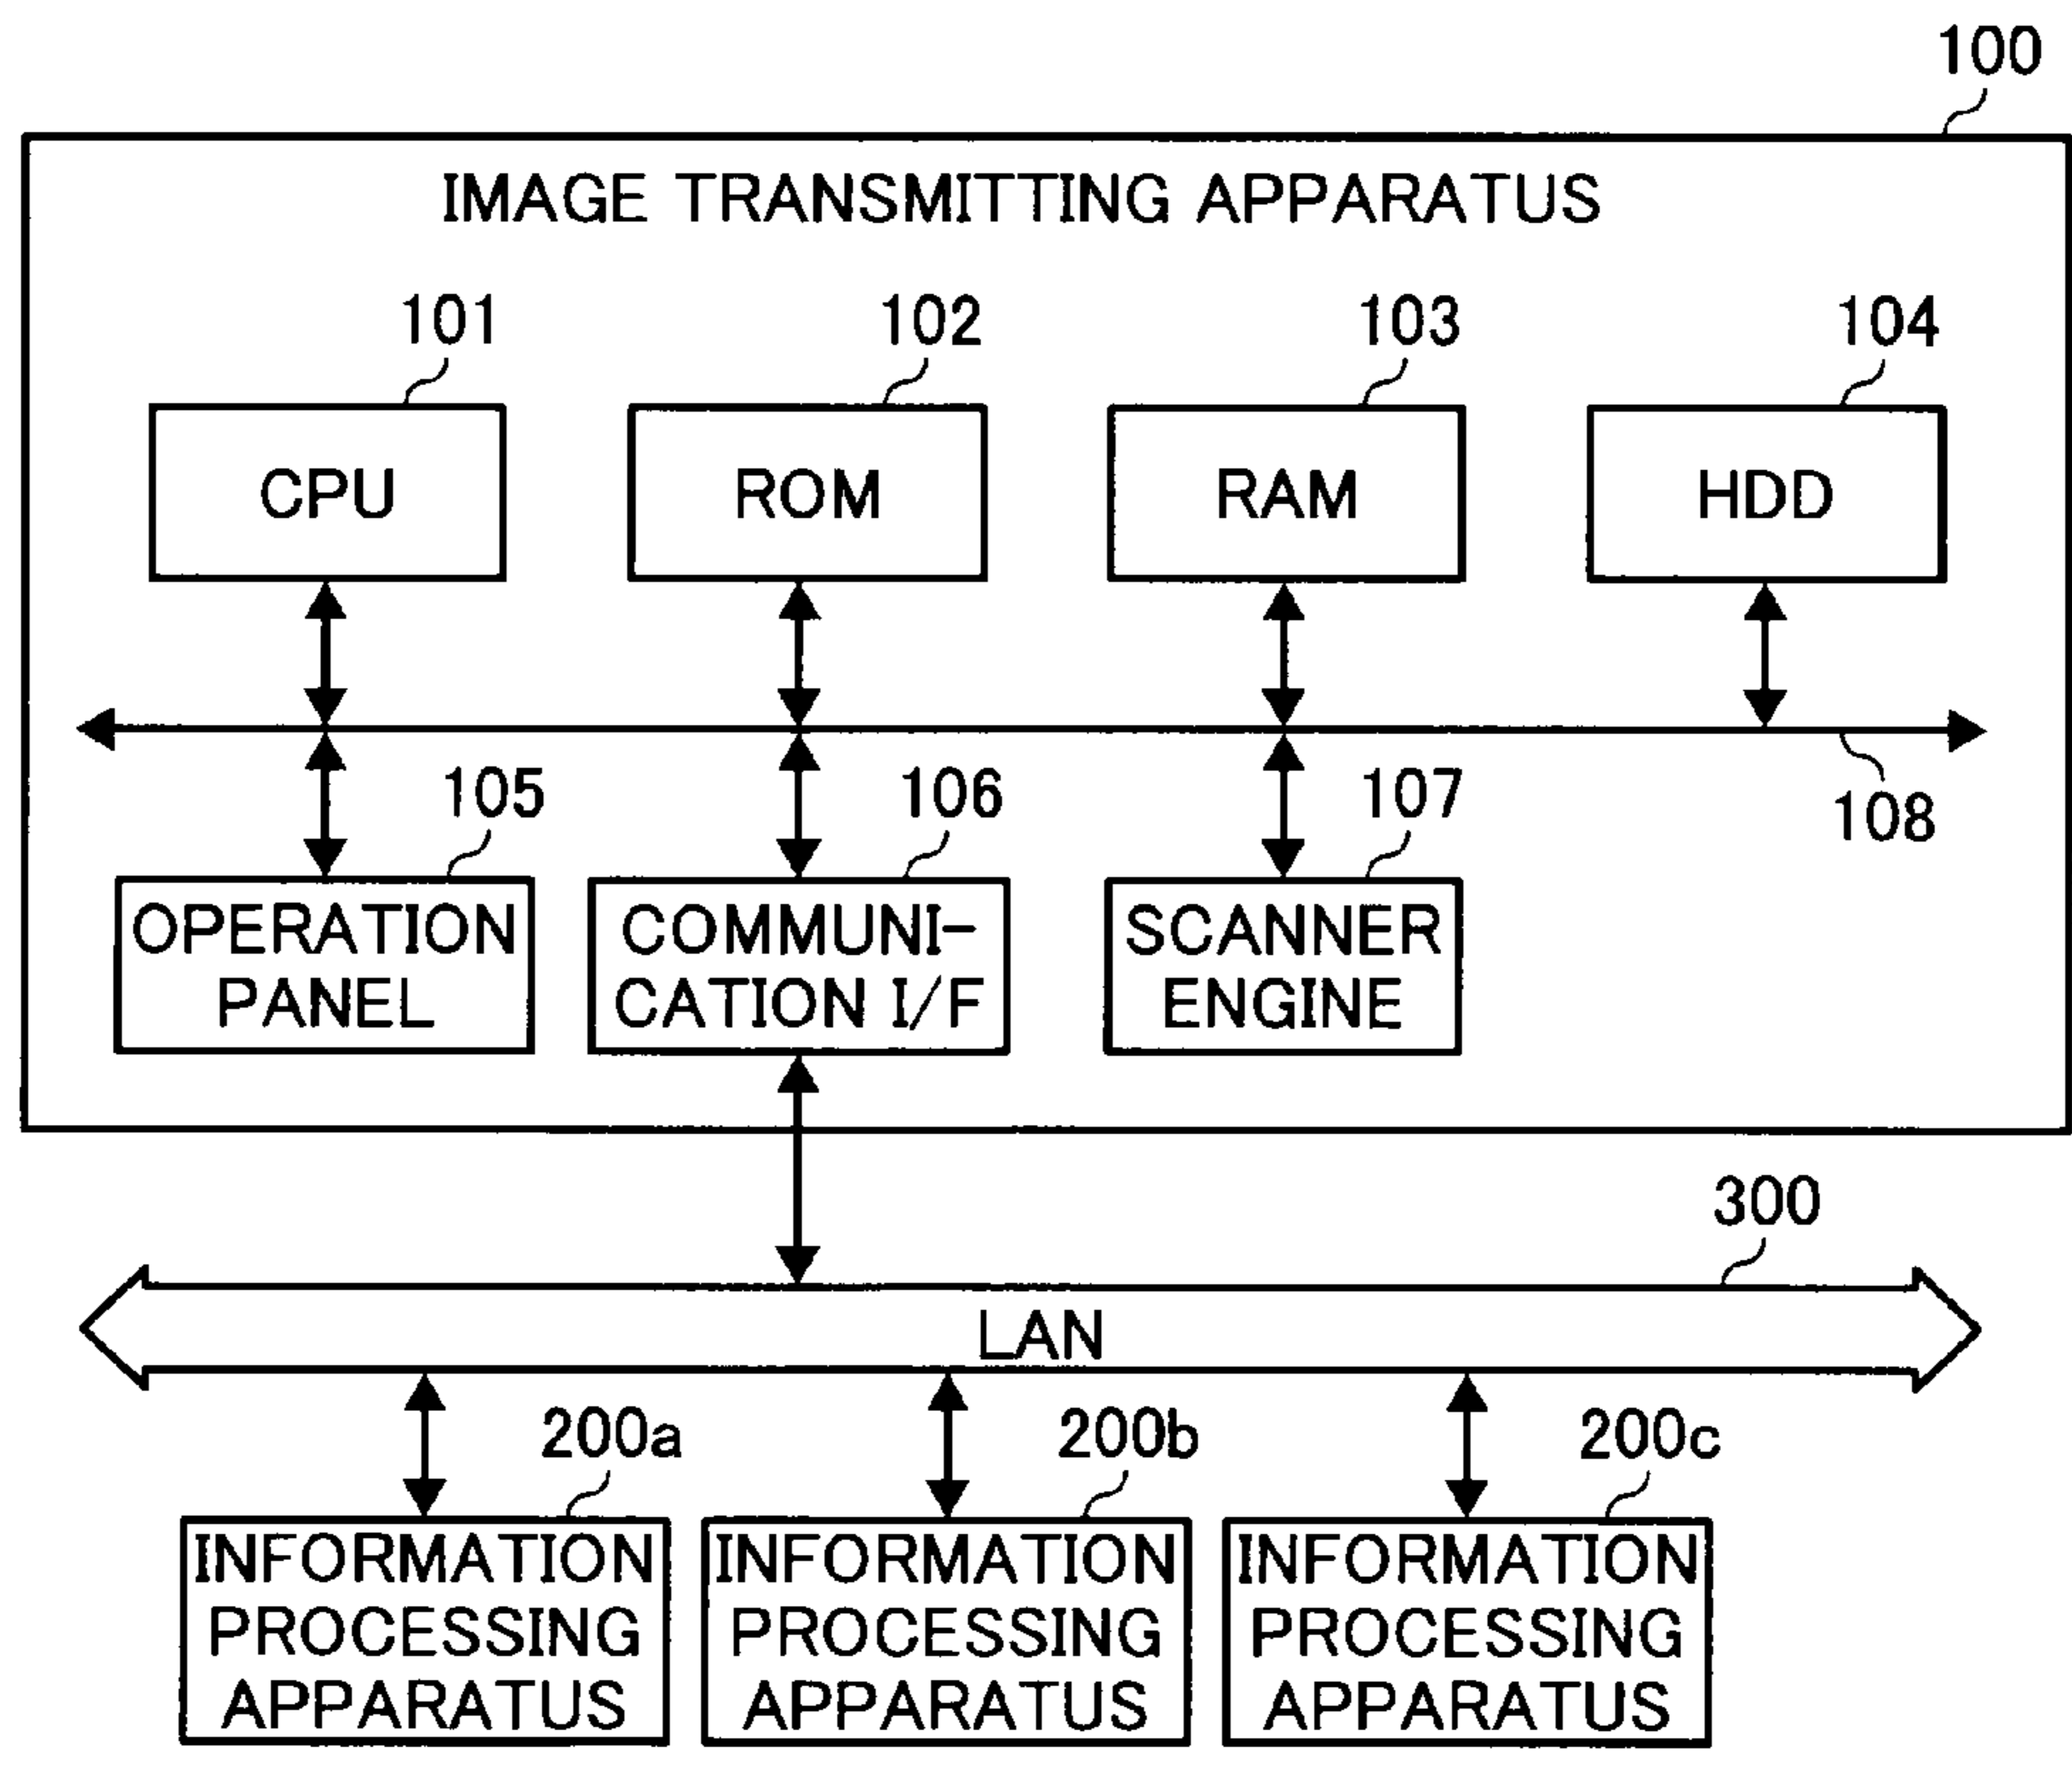 100
IMAGE TRANSMITTING APPARATUS
101
102
103
104
CPU
ROM
RAM
HDD
105
106
107
108
OPERATION
PANEL
COMMUNI-
CATION I/F
SCANNER
ENGINE
300
LAN
200a
200b
200c
INFORMATION
PROCESSING
APPARATUS
INFORMATION
PROCESSING
APPARATUS
INFORMATION
PROCESSING
APPARATUS